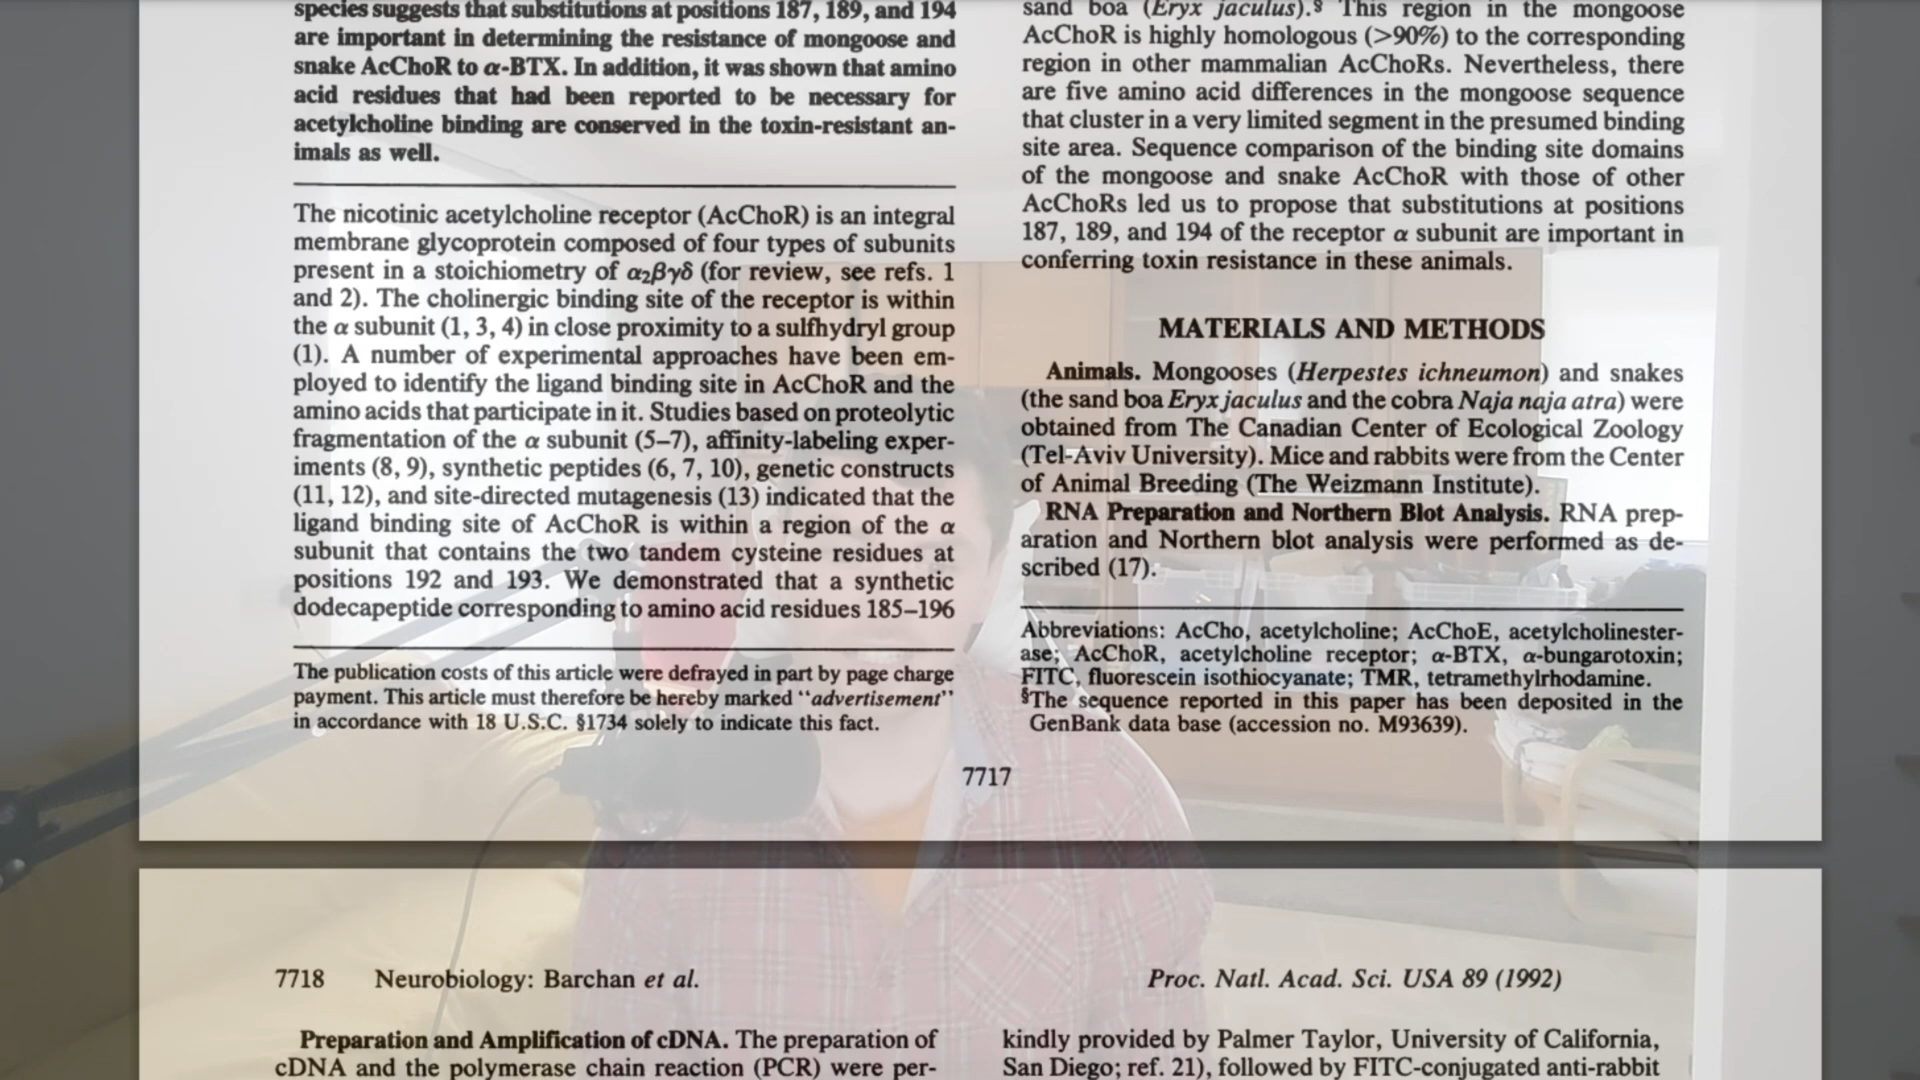 species suggests that substitutions at positions 187, 189, and 194
are important in determining the resistance of mongoose and
snake AcChoR to α-BTX. In addition, it was shown that amino
acid residues that had been reported to be necessary for
acetylcholine binding are conserved in the toxin-resistant an-
imals as well.
The nicotinic acetylcholine receptor (AcChoR) is an integral
membrane glycoprotein composed of four types of subunits
present in a stoichiometry of α₂βγδ (for review, see refs. 1
and 2). The cholinergic binding site of the receptor is within
the α subunit (1, 3, 4) in close proximity to a sulfhydryl group
(1). A number of experimental approaches have been em-
ployed to identify the ligand binding site in AcChoR and the
amino acids that participate in it. Studies based on proteolytic
fragmentation of the α subunit (5–7), affinity-labeling exper-
iments (8, 9), synthetic peptides (6, 7, 10), genetic constructs
(11, 12), and site-directed mutagenesis (13) indicated that the
ligand binding site of AcChoR is within a region of the α
subunit that contains the two tandem cysteine residues at
positions 192 and 193. We demonstrated that a synthetic
dodecapeptide corresponding to amino acid residues 185–196
The publication costs of this article were defrayed in part by page charge
payment. This article must therefore be hereby marked "advertisement"
in accordance with 18 U.S.C. §1734 solely to indicate this fact.
sand boa (Eryx jaculus).§ This region in the mongoose
AcChoR is highly homologous (>90%) to the corresponding
region in other mammalian AcChoRs. Nevertheless, there
are five amino acid differences in the mongoose sequence
that cluster in a very limited segment in the presumed binding
site area. Sequence comparison of the binding site domains
of the mongoose and snake AcChoR with those of other
AcChoRs led us to propose that substitutions at positions
187, 189, and 194 of the receptor α subunit are important in
conferring toxin resistance in these animals.
MATERIALS AND METHODS
Animals. Mongooses (Herpestes ichneumon) and snakes
(the sand boa Eryx jaculus and the cobra Naja naja atra) were
obtained from The Canadian Center of Ecological Zoology
(Tel-Aviv University). Mice and rabbits were from the Center
of Animal Breeding (The Weizmann Institute).
RNA Preparation and Northern Blot Analysis. RNA prep-
aration and Northern blot analysis were performed as de-
scribed (17).
Abbreviations: AcCho, acetylcholine; AcChoE, acetylcholinester-
ase; AcChoR, acetylcholine receptor; α-BTX, α-bungarotoxin;
FITC, fluorescein isothiocyanate; TMR, tetramethylrhodamine.
§The sequence reported in this paper has been deposited in the
GenBank data base (accession no. M93639).
7717
7718 Neurobiology: Barchan et al.
Proc. Natl. Acad. Sci. USA 89 (1992)
Preparation and Amplification of cDNA. The preparation of
cDNA and the polymerase chain reaction (PCR) were per-
kindly provided by Palmer Taylor, University of California,
San Diego; ref. 21), followed by FITC-conjugated anti-rabbit